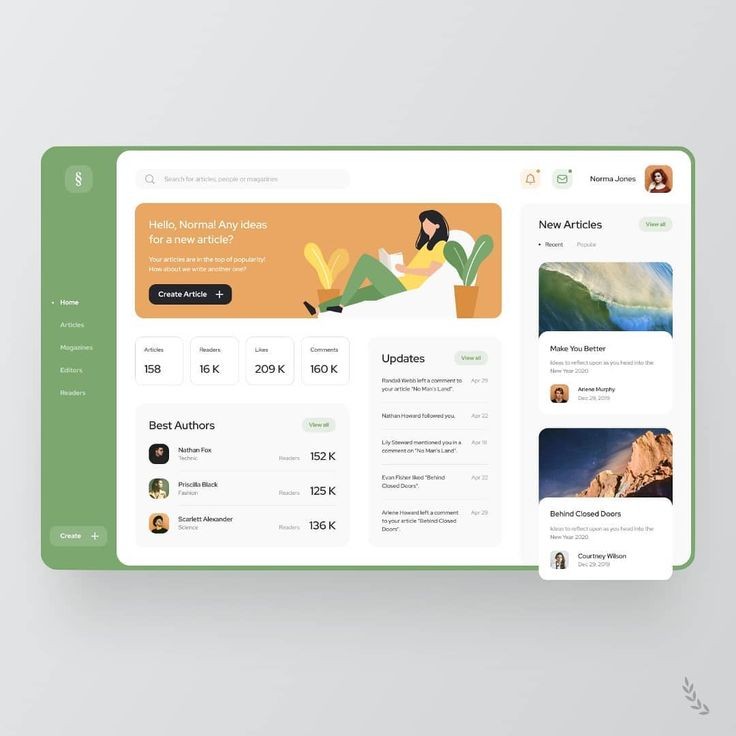 §
Search for articles, people or magazines
Norma Jones
Home
Articles
Magazines
Editors
Readers
Create +
Hello, Norma! Any ideas
for a new article?
Your articles are in the top of popularity!
How about we write another one?
Create Article +
Articles
158
Readers
16 K
Likes
209 K
Comments
160 K
Best Authors
View all
Nathan Fox
Technic
Readers
152 K
Priscilla Black
Fashion
Readers
125 K
Scarlett Alexander
Science
Readers
136 K
Updates
View all
Randall Webb left a comment to
your article "No Man's Land".
Apr 29
Nathan Howard followed you.
Apr 22
Lily Steward mentioned you in a
comment on "No Man's Land".
Apr 18
Evan Fisher liked "Behind
Closed Doors".
Apr 22
Arlene Howard left a comment
to your article "Behind Closed
Doors".
Apr 29
New Articles
View all
Recent
Popular
Make You Better
Ideas to reflect upon as you head into the
New Year 2020
Arlene Murphy
Dec 29, 2019
Behind Closed Doors
Ideas to reflect upon as you head into the
New Year 2020
Courtney Wilson
Dec 29, 2019